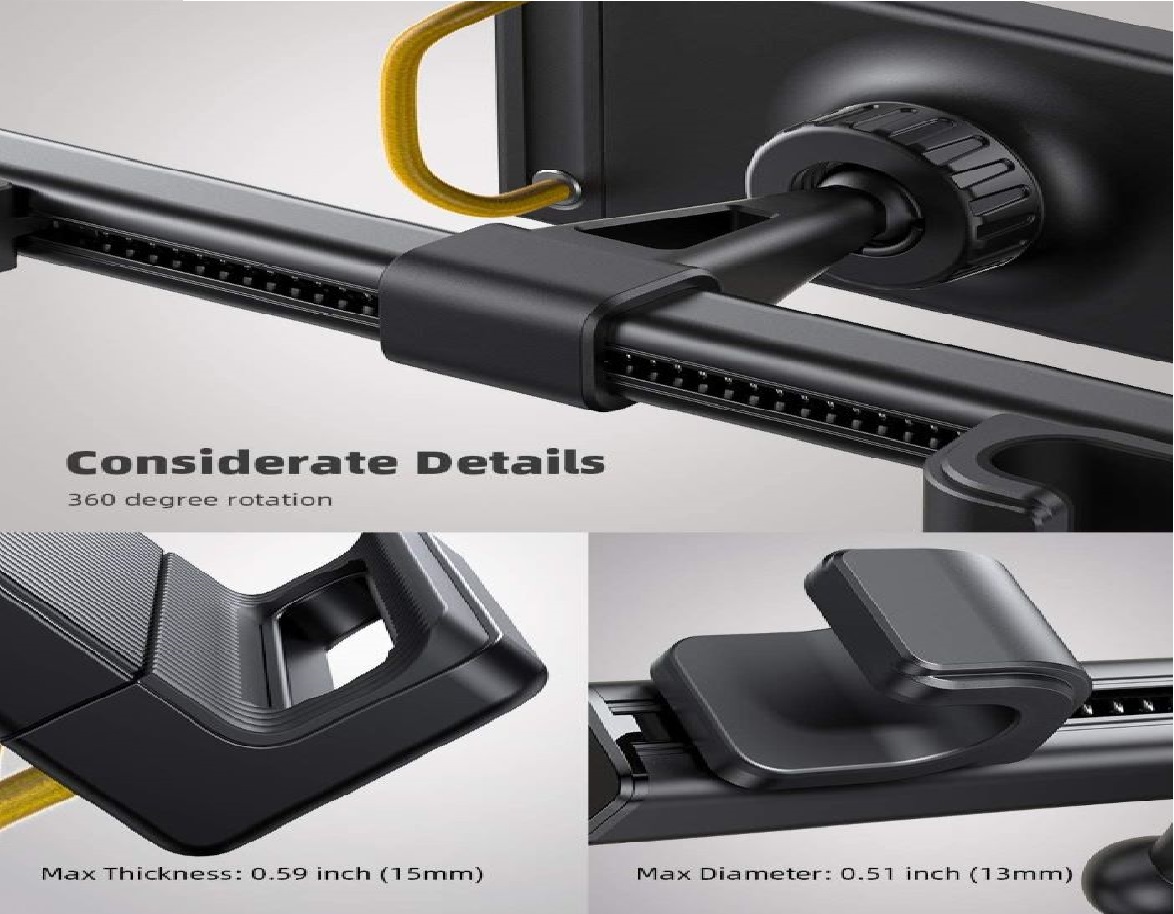 Considerate Details
360 degree rotation
Max Thickness: 0.59 inch (15mm)
Max Diameter: 0.51 inch (13mm)